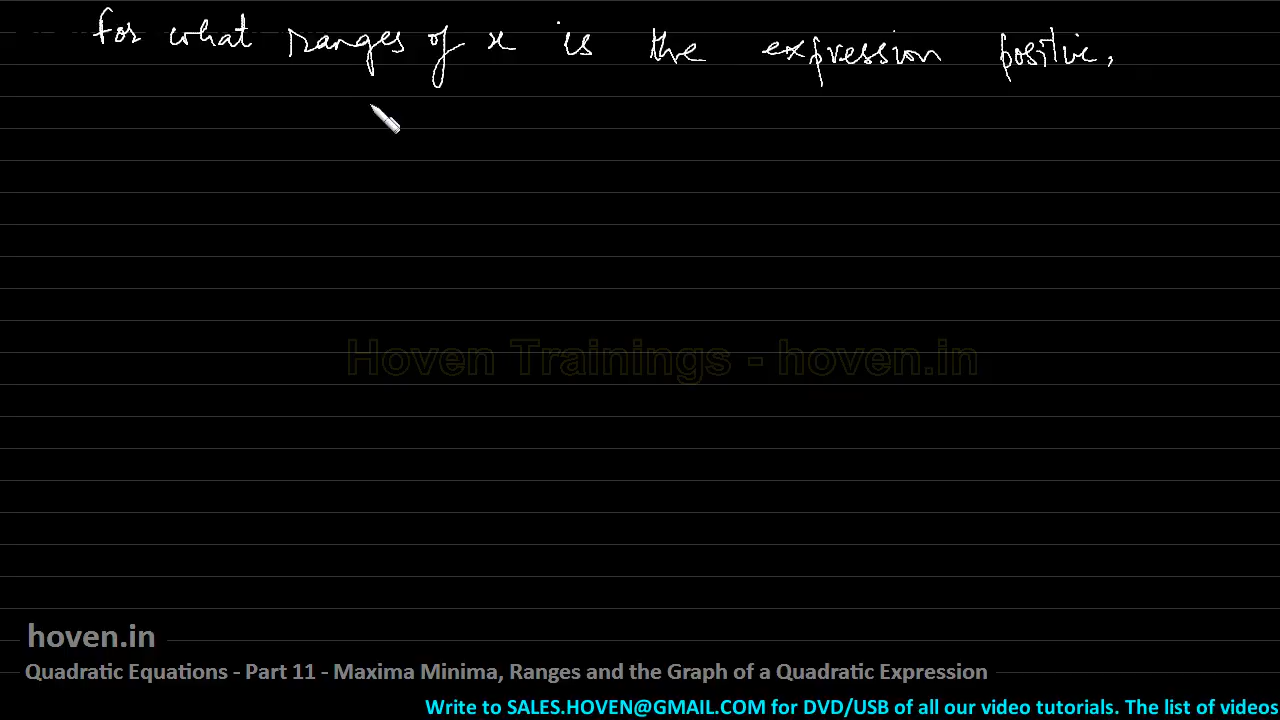 for what ranges of x is the expression positive,
Hoven Trainings - hoven.in
hoven.in
Quadratic Equations - Part 11 - Maxima Minima, Ranges and the Graph of a Quadratic Expression
Write to SALES.HOVEN@GMAIL.COM for DVD/USB of all our video tutorials. The list of videos